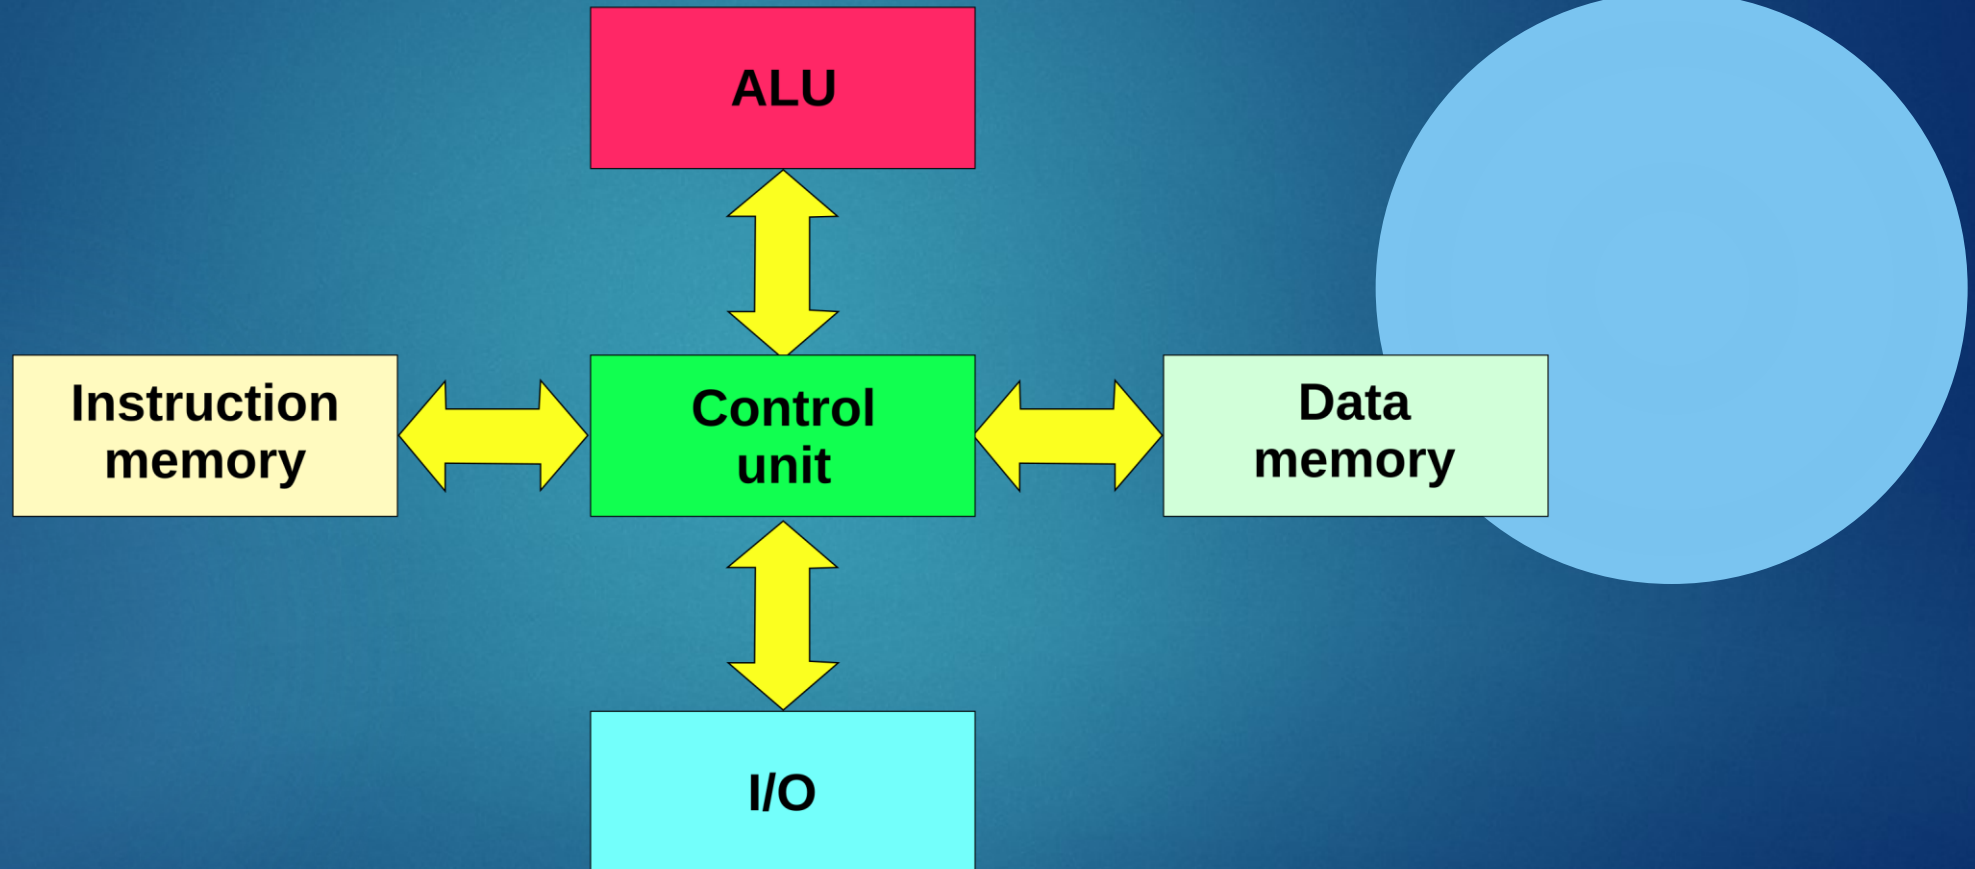 ALU
Instruction
memory
Control
unit
Data
memory
I/O